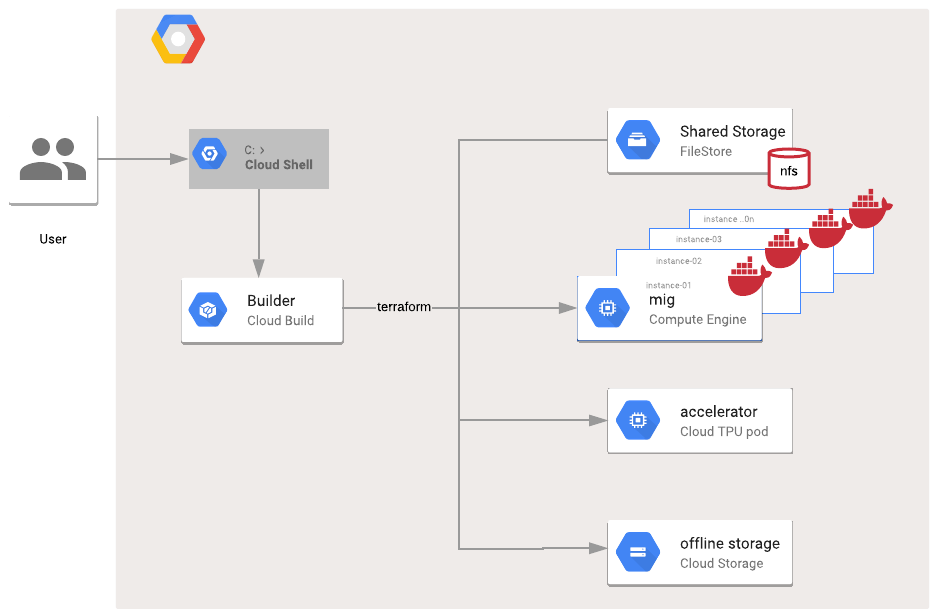 User
C: ›
Cloud Shell
Builder
Cloud Build
terraform
Shared Storage
FileStore
nfs
instance ..0n
instance-03
instance-02
instance-01
mig
Compute Engine
accelerator
Cloud TPU pod
offline storage
Cloud Storage